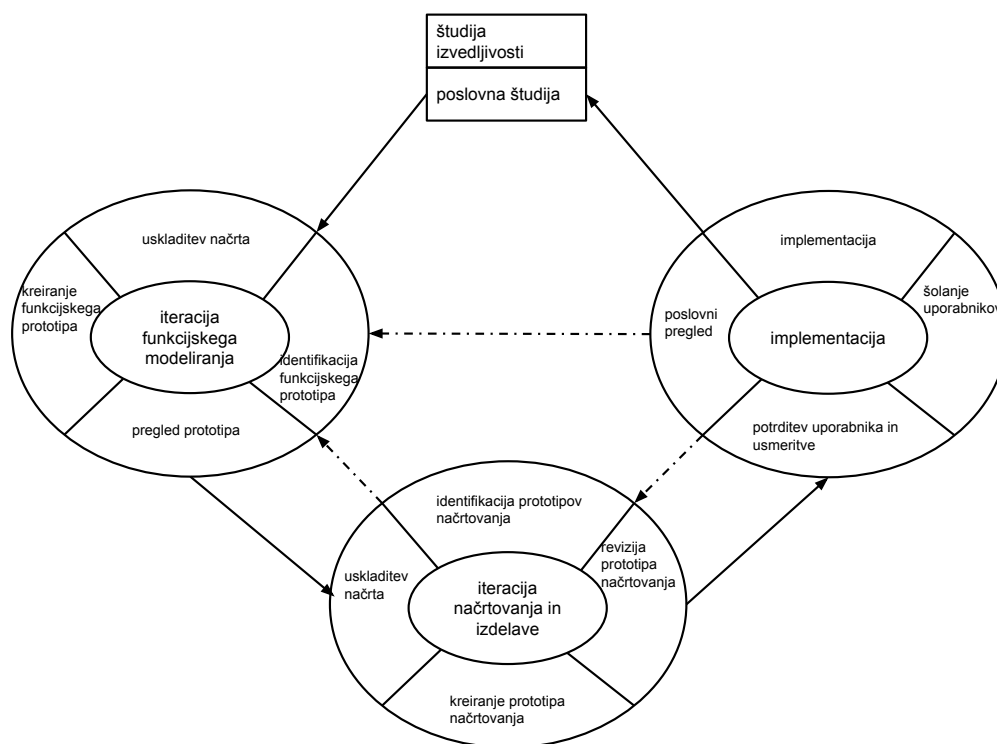 študija
izvedljivosti
poslovna študija
uskladitev načrta
kreiranje
funkcijskega
prototipa
iteracija
funkcijskega
modeliranja
identifikacija
funkcijskega
prototipa
pregled prototipa
implementacija
poslovni
pregled
implementacija
šolanje
uporabnikov
potrditev uporabnika in
usmeritve
identifikacija prototipov
načrtovanja
uskladitev
načrta
iteracija
načrtovanja in
izdelave
revizija
prototipa
načrtovanja
kreiranje prototipa
načrtovanja